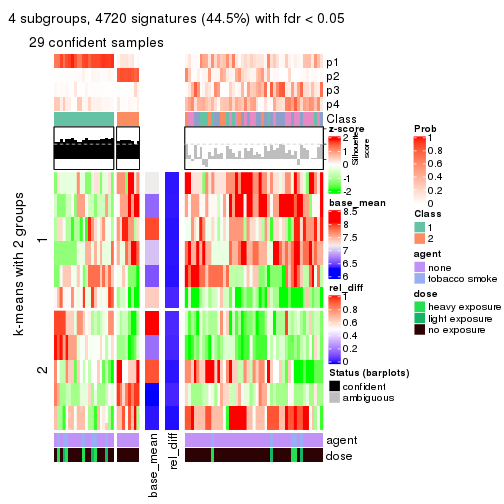 4 subgroups, 4720 signatures (44.5%) with fdr < 0.05
29 confident samples
p1
p2
p3
p4
Class
Silhouette
score
k-means with 2 groups
1
2
base_mean
rel_diff
agent
dose
z-score
2
1
0
-1
-2
base_mean
8.5
8
7.5
7
6.5
6
rel_diff
1
0.8
0.6
0.4
0.2
0
Status (barplots)
confident
ambiguous
Prob
1
0.8
0.6
0.4
0.2
0
Class
1
2
agent
none
tobacco smoke
dose
heavy exposure
light exposure
no exposure